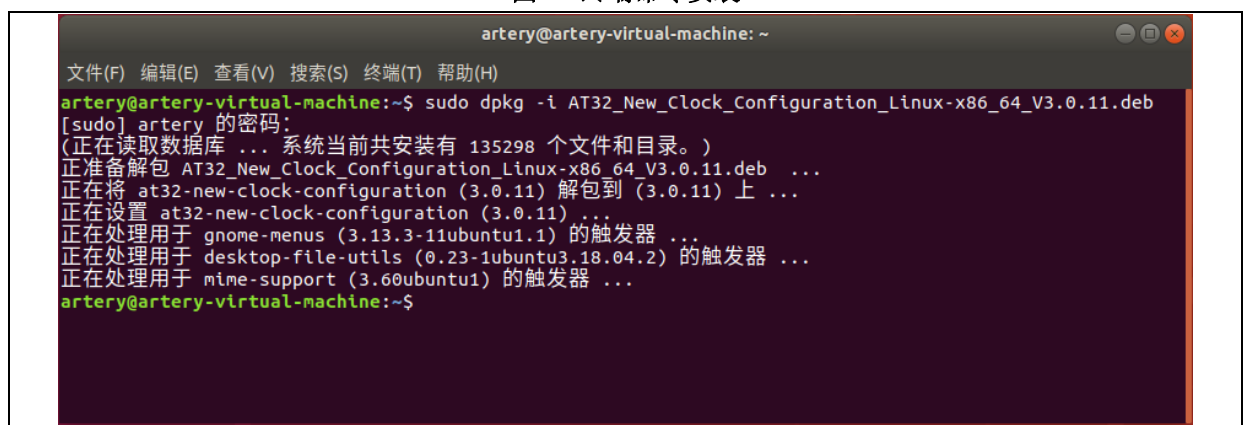 artery@artery-virtual-machine: ~
文件(F) 编辑(E) 查看(V) 搜索(S) 终端(T) 帮助(H)
artery@artery-virtual-machine:~$ sudo dpkg -i AT32_New_Clock_Configuration_Linux-x86_64_V3.0.11.deb
[sudo] artery 的密码：
(正在读取数据库 ... 系统当前共安装有 135298 个文件和目录。)
正准备解包 AT32_New_Clock_Configuration_Linux-x86_64_V3.0.11.deb ...
正在将 at32-new-clock-configuration (3.0.11) 解包到 (3.0.11) 上 ...
正在设置 at32-new-clock-configuration (3.0.11) ...
正在处理用于 gnome-menus (3.13.3-11ubuntu1.1) 的触发器 ...
正在处理用于 desktop-file-utils (0.23-1ubuntu3.18.04.2) 的触发器 ...
正在处理用于 mime-support (3.60ubuntu1) 的触发器 ...
artery@artery-virtual-machine:~$